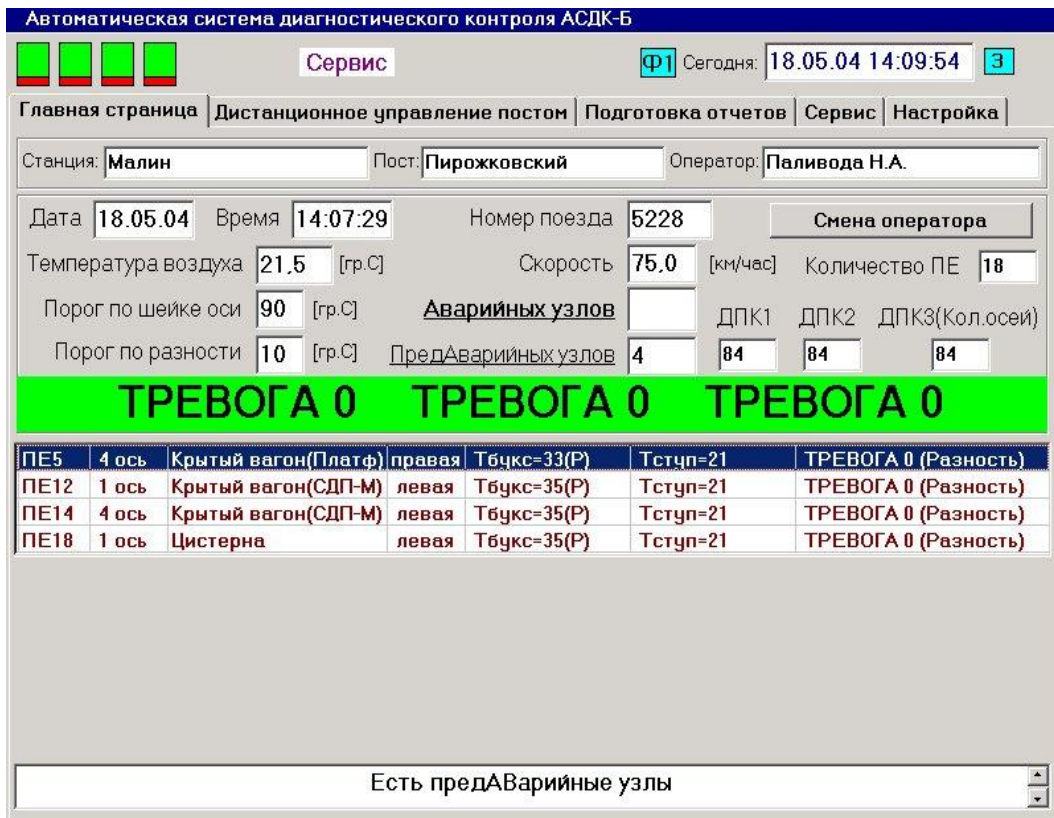 Автоматическая система диагностического контроля АСДК-Б
Сервис Ф1 Сегодня: 18.05.04 14:09:54 З
Главная страница Дистанционное управление постом Подготовка отчетов Сервис Настройка
Станция: Малин Пост: Пирожковский Оператор: Паливода Н.А.
Дата 18.05.04 Время 14:07:29 Номер поезда 5228 Смена оператора
Температура воздуха 21,5 [гр.С] Скорость 75,0 [км/час] Количество ПЕ 18
Порог по шейке оси 90 [гр.С] Аварийных узлов ДПК1 ДПК2 ДПК3(Кол.осей)
Порог по разности 10 [гр.С] ПредАварийных узлов 4 84 84 84
ТРЕВОГА 0 ТРЕВОГА 0 ТРЕВОГА 0
ПЕ5 4 ось Крытый вагон(Платф) правая Тбукс=33(Р) Тступ=21 ТРЕВОГА 0 (Разность)
ПЕ12 1 ось Крытый вагон(СДП-М) левая Тбукс=35(Р) Тступ=21 ТРЕВОГА 0 (Разность)
ПЕ14 4 ось Крытый вагон(СДП-М) левая Тбукс=35(Р) Тступ=21 ТРЕВОГА 0 (Разность)
ПЕ18 1 ось Цистерна левая Тбукс=35(Р) Тступ=21 ТРЕВОГА 0 (Разность)
Есть предАВарийные узлы